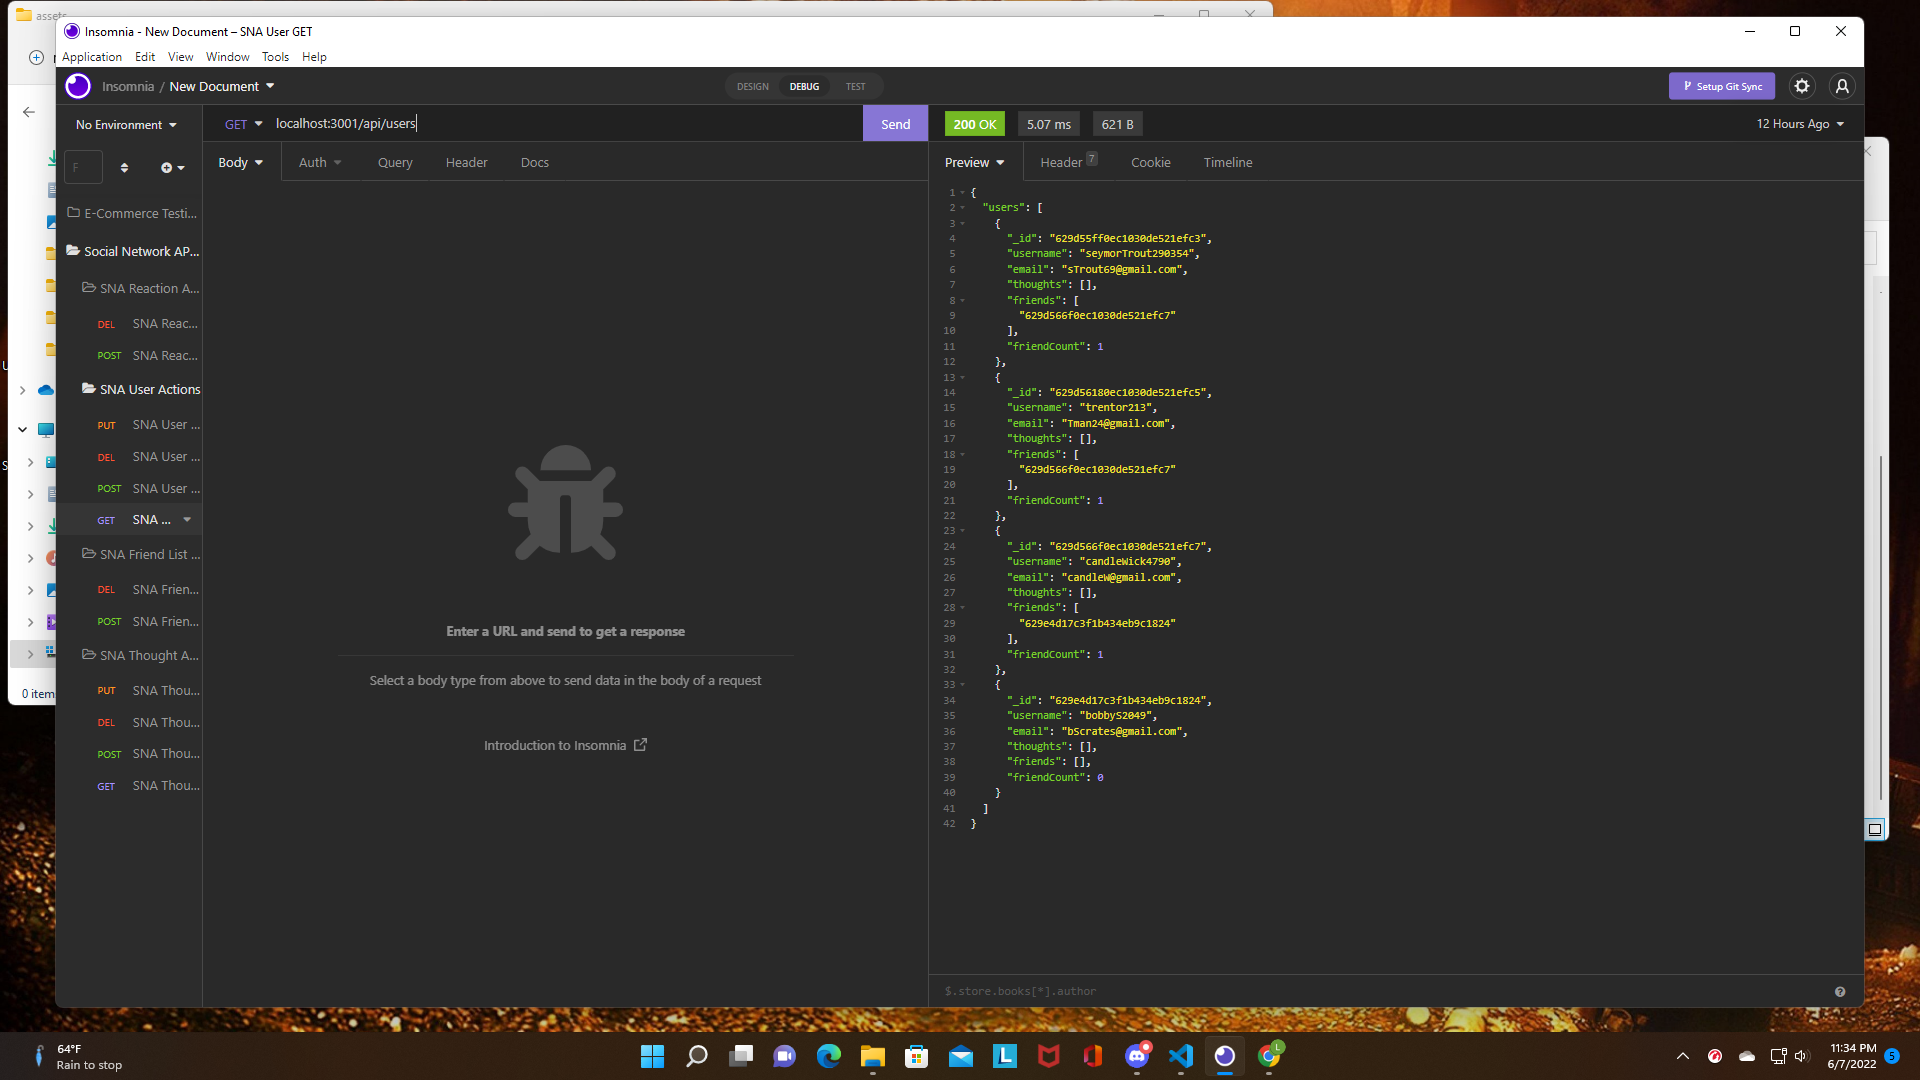 assets
Insomnia - New Document – SNA User GET
Application Edit View Window Tools Help
Insomnia / New Document
DESIGN DEBUG TEST
Setup Git Sync
No Environment
GET localhost:3001/api/users
Send
200 OK 5.07 ms 621 B
12 Hours Ago
F
Body Auth Query Header Docs
Preview Header 7 Cookie Timeline
E-Commerce Testi...
Social Network AP...
SNA Reaction A...
DEL SNA Reac...
POST SNA Reac...
SNA User Actions
PUT SNA User ...
DEL SNA User ...
POST SNA User ...
GET SNA ...
SNA Friend List ...
DEL SNA Frien...
POST SNA Frien...
SNA Thought A...
PUT SNA Thou...
DEL SNA Thou...
POST SNA Thou...
GET SNA Thou...
0 item
Enter a URL and send to get a response
Select a body type from above to send data in the body of a request
Introduction to Insomnia
1 {
2 "users": [
3 {
4 "_id": "629d55ff0ec1030de521efc3",
5 "username": "seymorTrout290354",
6 "email": "sTrout69@gmail.com",
7 "thoughts": [],
8 "friends": [
9 "629d566f0ec1030de521efc7"
10 ],
11 "friendCount": 1
12 },
13 {
14 "_id": "629d56180ec1030de521efc5",
15 "username": "trentor213",
16 "email": "Tman24@gmail.com",
17 "thoughts": [],
18 "friends": [
19 "629d566f0ec1030de521efc7"
20 ],
21 "friendCount": 1
22 },
23 {
24 "_id": "629d566f0ec1030de521efc7",
25 "username": "candleWick4790",
26 "email": "candleW@gmail.com",
27 "thoughts": [],
28 "friends": [
29 "629e4d17c3f1b434eb9c1824"
30 ],
31 "friendCount": 1
32 },
33 {
34 "_id": "629e4d17c3f1b434eb9c1824",
35 "username": "bobbyS2049",
36 "email": "bScrates@gmail.com",
37 "thoughts": [],
38 "friends": [],
39 "friendCount": 0
40 }
41 ]
42 }
$.store.books[*].author
64°F
Rain to stop
L
L
11:34 PM
6/7/2022
5